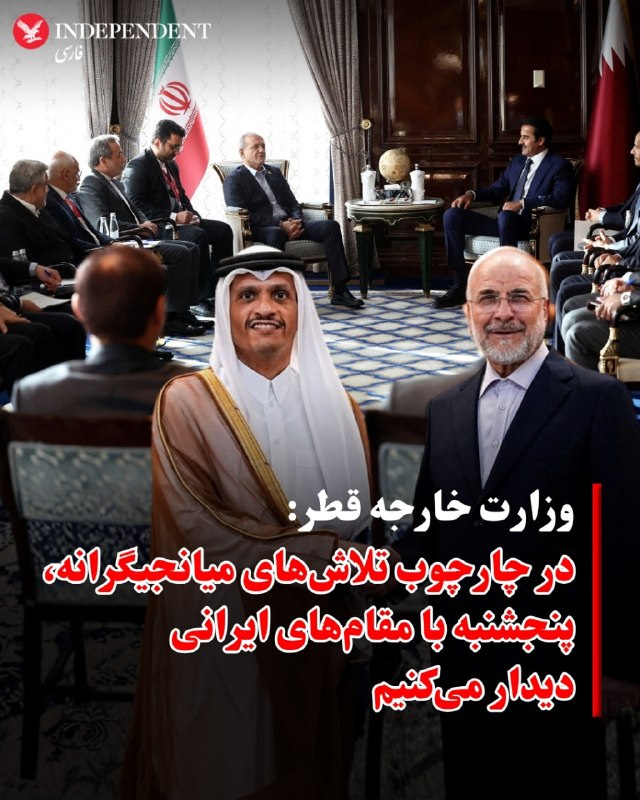 INDEPENDENT
فارسی
وزارت خارجه قطر:
در چارچوب تلاش‌های میانجیگرانه،
پنجشنبه با مقام‌های ایرانی
دیدار می‌کنیم